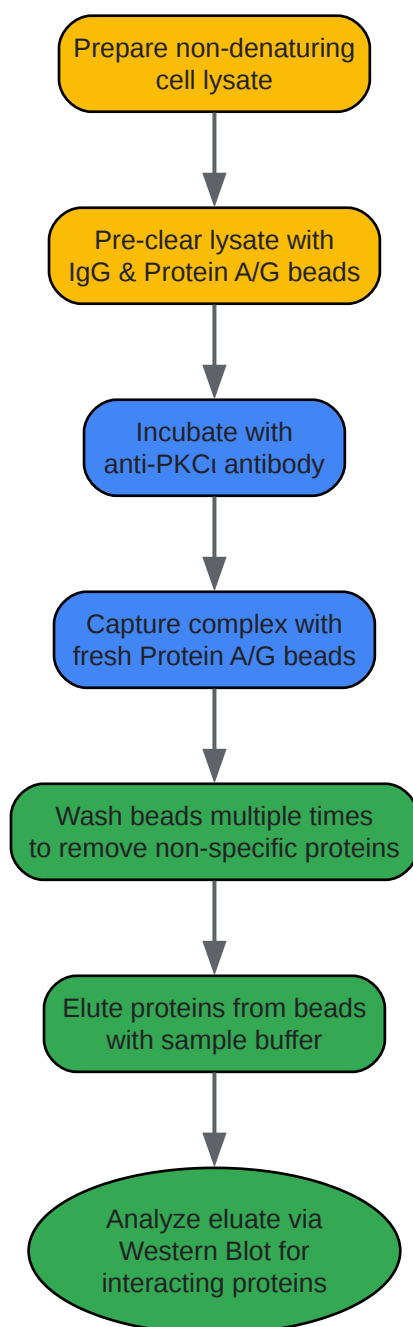 Prepare non-denaturing
cell lysate
Pre-clear lysate with
IgG & Protein A/G beads
Incubate with
anti-PKCι antibody
Capture complex with
fresh Protein A/G beads
Wash beads multiple times
to remove non-specific proteins
Elute proteins from beads
with sample buffer
Analyze eluate via
Western Blot for
interacting proteins